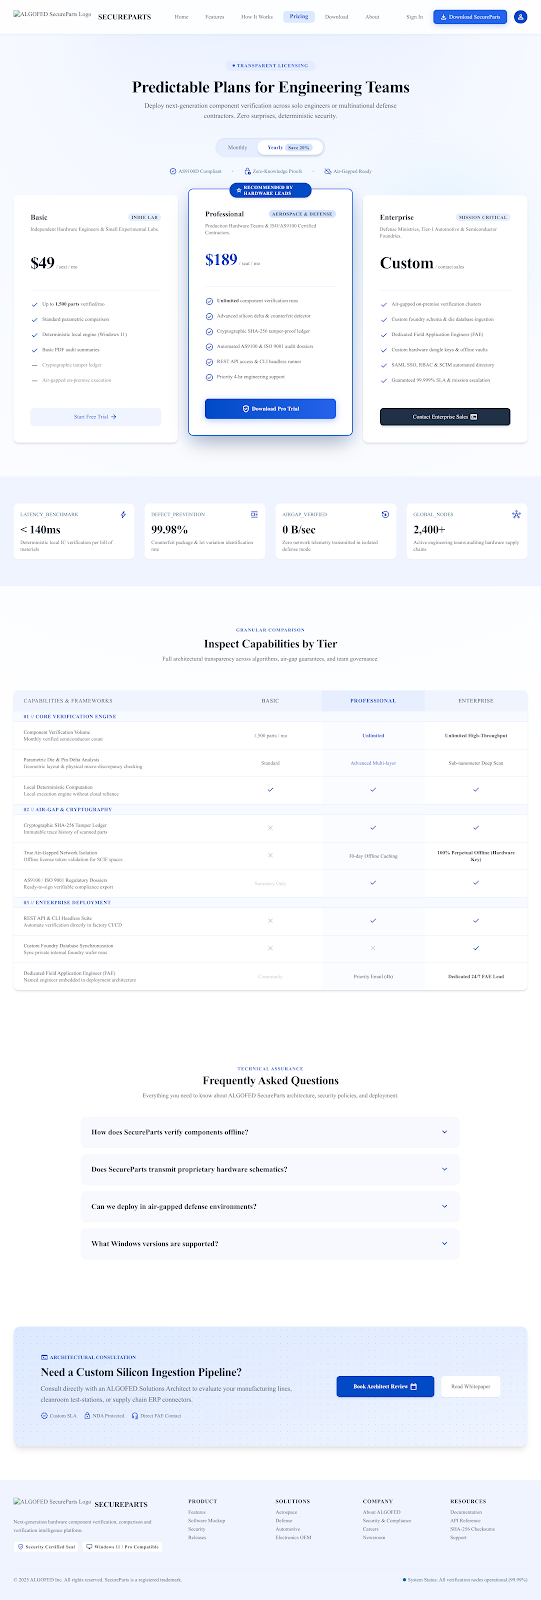 ALGOFED SecureParts Logo SECUREPARTS Home Features How It Works Pricing Download About Sign In Download SecureParts
TRANSPARENT LICENSING
Predictable Plans for Engineering Teams
Deploy next-generation component verification across solo engineers or multinational defense
contractors. Zero surprises, deterministic security.
Monthly Yearly Save 20%
AS9100D Compliant · Zero-Knowledge Proofs · Air-Gapped Ready
Basic INDIE LAB
Independent Hardware Engineers & Small Experimental Labs.
$49 / seat / mo
Up to 1,500 parts verified/mo
Standard parametric comparison
Deterministic local engine (Windows 11)
Basic PDF audit summaries
Cryptographic tamper ledger
Air-gapped on-premise execution
Start Free Trial
RECOMMENDED BY
HARDWARE LEADS
Professional AEROSPACE & DEFENSE
Production Hardware Teams & ISO/AS9100 Certified
Contractors.
$189 / seat / mo
Unlimited component verification runs
Advanced silicon delta & counterfeit detector
Cryptographic SHA-256 tamper-proof ledger
Automated AS9100 & ISO 9001 audit dossiers
REST API access & CLI headless runner
Priority 4-hr engineering support
Download Pro Trial
Enterprise MISSION CRITICAL
Defense Ministries, Tier-1 Automotive & Semiconductor
Foundries.
Custom / contact sales
Air-gapped on-premise verification clusters
Custom foundry schema & die database ingestion
Dedicated Field Application Engineer (FAE)
Custom hardware dongle keys & offline vaults
SAML SSO, RBAC & SCIM automated directory
Guaranteed 99.999% SLA & mission escalation
Contact Enterprise Sales
LATENCY_BENCHMARK
< 140ms
Deterministic local IC verification per bill of
materials
DEFECT_PREVENTION
99.98%
Counterfeit package & lot variation identification
rate
AIRGAP_VERIFIED
0 B/sec
Zero network telemetry transmitted in isolated
defense mode
GLOBAL_NODES
2,400+
Active engineering teams auditing hardware supply
chains
GRANULAR COMPARISON
Inspect Capabilities by Tier
Full architectural transparency across algorithms, air-gap guarantees, and team governance.
CAPABILITIES & FRAMEWORKS BASIC PROFESSIONAL ENTERPRISE
01 // CORE VERIFICATION ENGINE
Component Verification Volume
Monthly verified semiconductor count
1,500 parts / mo Unlimited Unlimited High-Throughput
Parametric Die & Pin Delta Analysis
Geometric layout & physical micro-discrepancy checking
Standard Advanced Multi-layer Sub-nanometer Deep Scan
Local Deterministic Computation
Local execution engine without cloud reliance
02 // AIR-GAP & CRYPTOGRAPHY
Cryptographic SHA-256 Tamper Ledger
Immutable trace history of scanned parts
True Air-Gapped Network Isolation
Offline license token validation for SCIF spaces
30-day Offline Caching 100% Perpetual Offline (Hardware
Key)
AS9100 / ISO 9001 Regulatory Dossiers
Ready-to-sign verifiable compliance export
Summary Only
03 // ENTERPRISE DEPLOYMENT
REST API & CLI Headless Suite
Automate verification directly in factory CI/CD
Custom Foundry Database Synchronization
Sync private internal foundry wafer runs
Dedicated Field Application Engineer (FAE)
Named engineer embedded in deployment architecture
Community Priority Email (4h) Dedicated 24/7 FAE Lead
TECHNICAL ASSURANCE
Frequently Asked Questions
Everything you need to know about ALGOFED SecureParts architecture, security policies, and deployment.
How does SecureParts verify components offline?
Does SecureParts transmit proprietary hardware schematics?
Can we deploy in air-gapped defense environments?
What Windows versions are supported?
ARCHITECTURAL CONSULTATION
Need a Custom Silicon Ingestion Pipeline?
Consult directly with an ALGOFED Solutions Architect to evaluate your manufacturing lines,
cleanroom test-stations, or supply chain ERP connectors.
Custom SLA NDA Protected Direct FAE Contact
Book Architect Review Read Whitepaper
ALGOFED SecureParts Logo SECUREPARTS
Next-generation hardware component verification, comparison and
verification intelligence platform.
Security Certified Seal Windows 11 / Pro Compatible
PRODUCT
Features
Software Mockup
Security
Releases
SOLUTIONS
Aerospace
Defense
Automotive
Electronics OEM
COMPANY
About ALGOFED
Security & Compliance
Careers
Newsroom
RESOURCES
Documentation
API Reference
SHA-256 Checksums
Support
© 2025 ALGOFED Inc. All rights reserved. SecureParts is a registered trademark.
System Status: All verification nodes operational (99.99%)